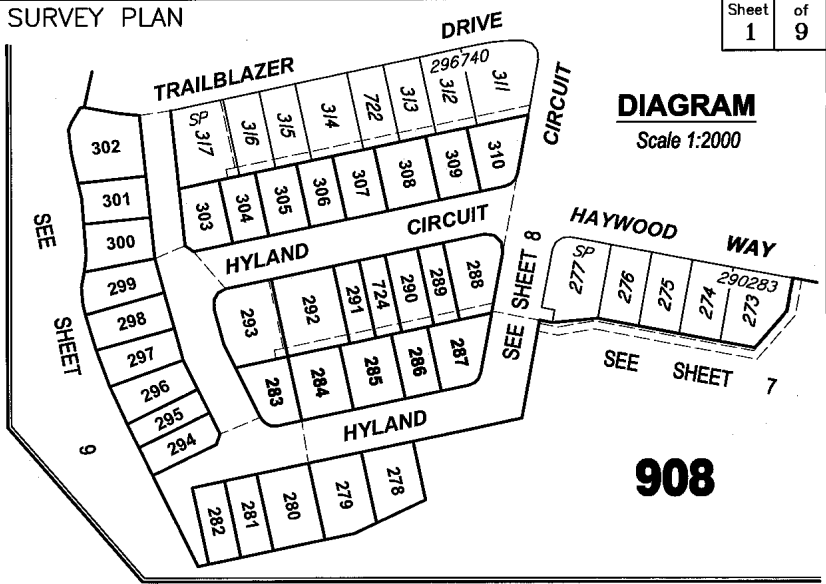 SURVEY PLAN
Sheet of
1 9
DRIVE
TRAILBLAZER
CIRCUIT
DIAGRAM
Scale 1:2000
SP 296740
317 316 315 314 722 313 312 311
302
301
300
299
298
297
296
295
294
303 304 305 306 307 308 309 310
HYLAND CIRCUIT
HAYWOOD WAY
SP 290283
277 276 275 274 273
293 292 291 724 290 289 288
283 284 285 286 287
SEE SHEET 8
SEE SHEET 7
SEE SHEET 9
HYLAND
282 281 280 279 278
908